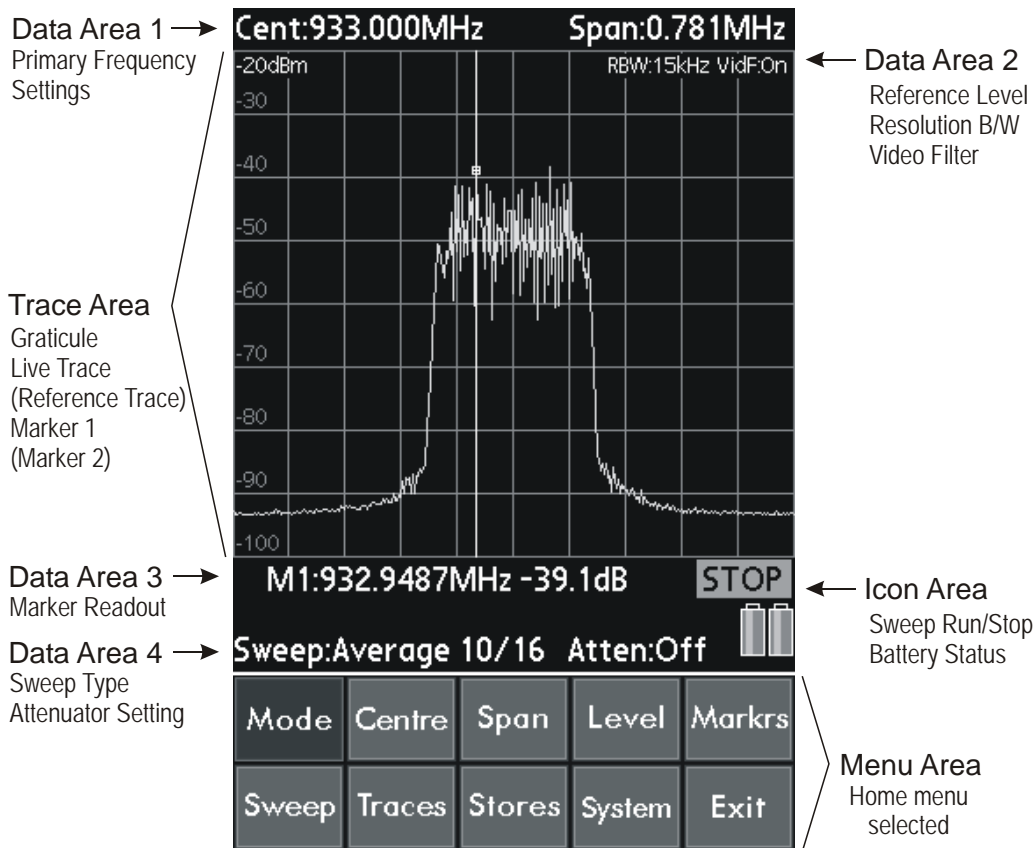 Data Area 1
Primary Frequency
Settings
Cent:933.000MHz Span:0.781MHz
-20dBm RBW:15kHz VidF:On
-30
-40
-50
-60
-70
-80
-90
-100
Data Area 2
Reference Level
Resolution B/W
Video Filter
Trace Area
Graticule
Live Trace
(Reference Trace)
Marker 1
(Marker 2)
Data Area 3
Marker Readout
M1:932.9487MHz -39.1dB STOP
Icon Area
Sweep Run/Stop
Battery Status
Data Area 4
Sweep Type
Attenuator Setting
Sweep:Average 10/16 Atten:Off
Mode Centre Span Level Markrs
Sweep Traces Stores System Exit
Menu Area
Home menu
selected